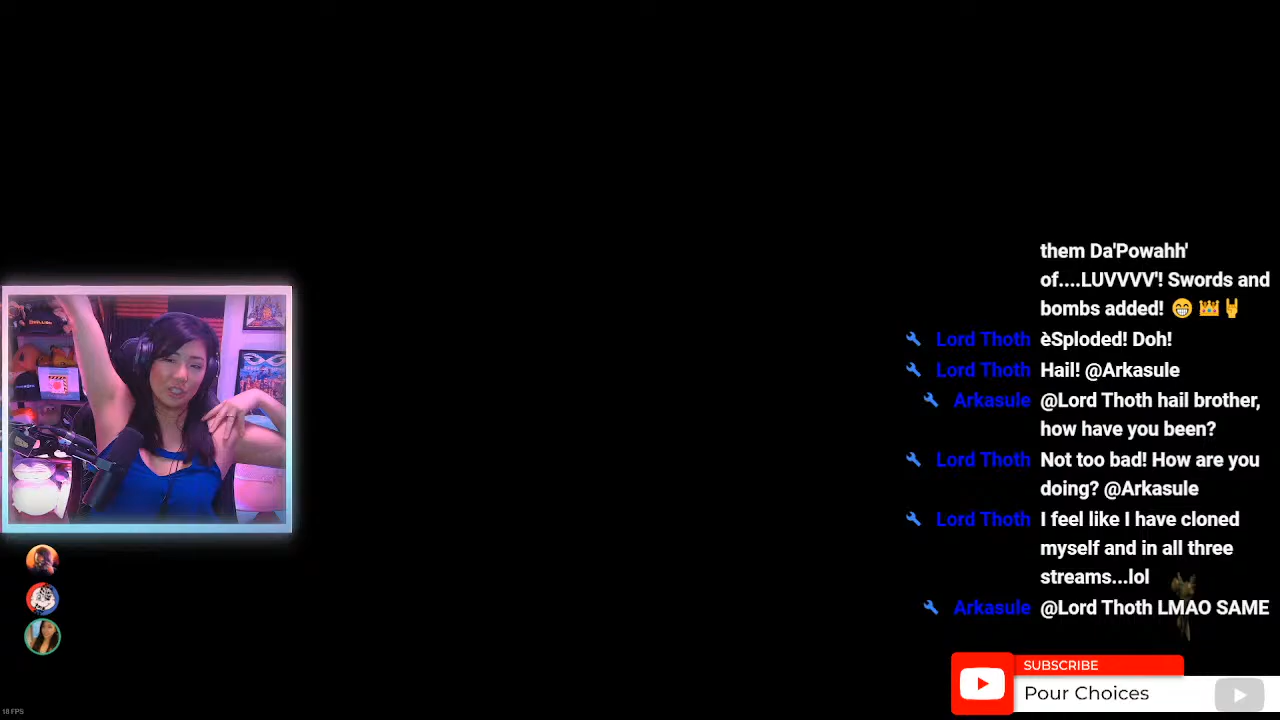 them Da'Powahh'
of....LUVVVV'! Swords and
bombs added! 😁 👑 🤘
Lord Thoth èSploded! Doh!
Lord Thoth Hail! @Arkasule
Arkasule @Lord Thoth hail brother,
how have you been?
Lord Thoth Not too bad! How are you
doing? @Arkasule
Lord Thoth I feel like I have cloned
myself and in all three
streams...lol
Arkasule @Lord Thoth LMAO SAME
SUBSCRIBE
Pour Choices
18 FPS